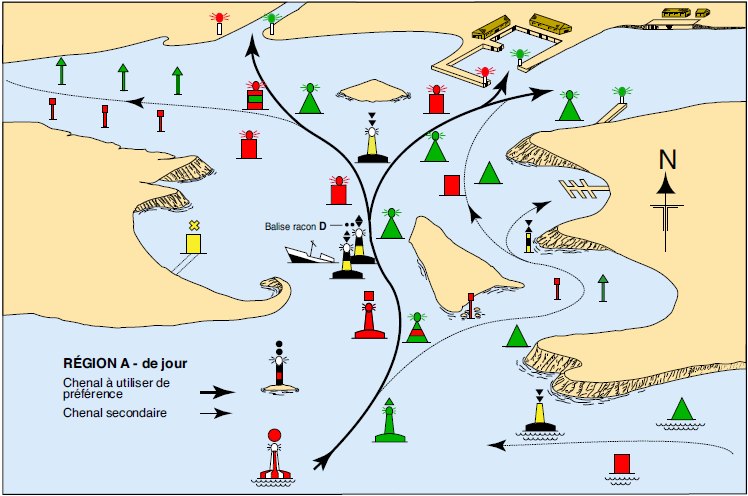 N
Balise racon D
RÉGION A - de jour
Chenal à utiliser de
préférence
Chenal secondaire